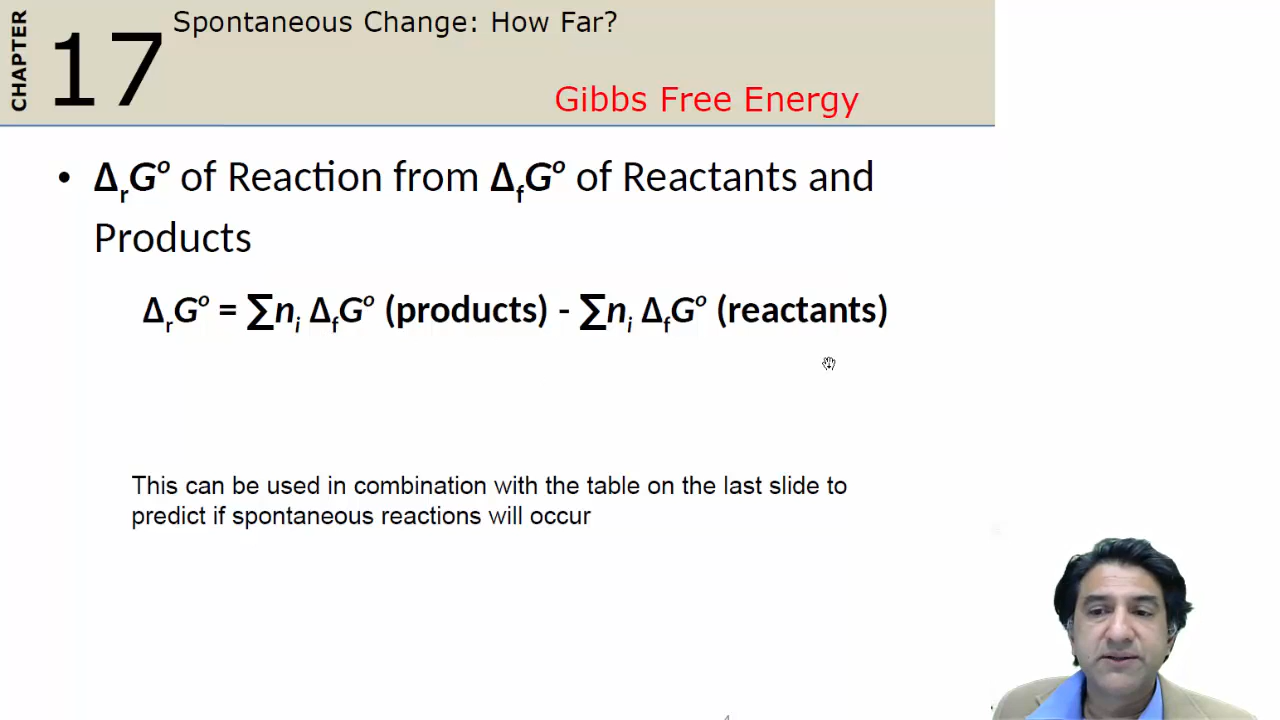 CHAPTER
17
Spontaneous Change: How Far?
Gibbs Free Energy
• ΔrGº of Reaction from ΔfGº of Reactants and
Products
ΔrGº = ∑ni ΔfGº (products) - ∑ni ΔfGº (reactants)
This can be used in combination with the table on the last slide to
predict if spontaneous reactions will occur